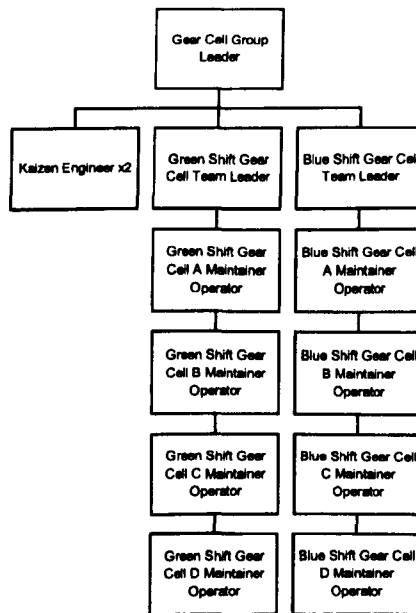 Gear Cell Group
Leader
Kaizen Engineer x2
Green Shift Gear
Cell Team Leader
Blue Shift Gear Cell
Team Leader
Green Shift Gear
Cell A Maintainer
Operator
Blue Shift Gear Cell
A Maintainer
Operator
Green Shift Gear
Cell B Maintainer
Operator
Blue Shift Gear Cell
B Maintainer
Operator
Green Shift Gear
Cell C Maintainer
Operator
Blue Shift Gear Cell
C Maintainer
Operator
Green Shift Gear
Cell D Maintainer
Operator
Blue Shift Gear Cell
D Maintainer
Operator